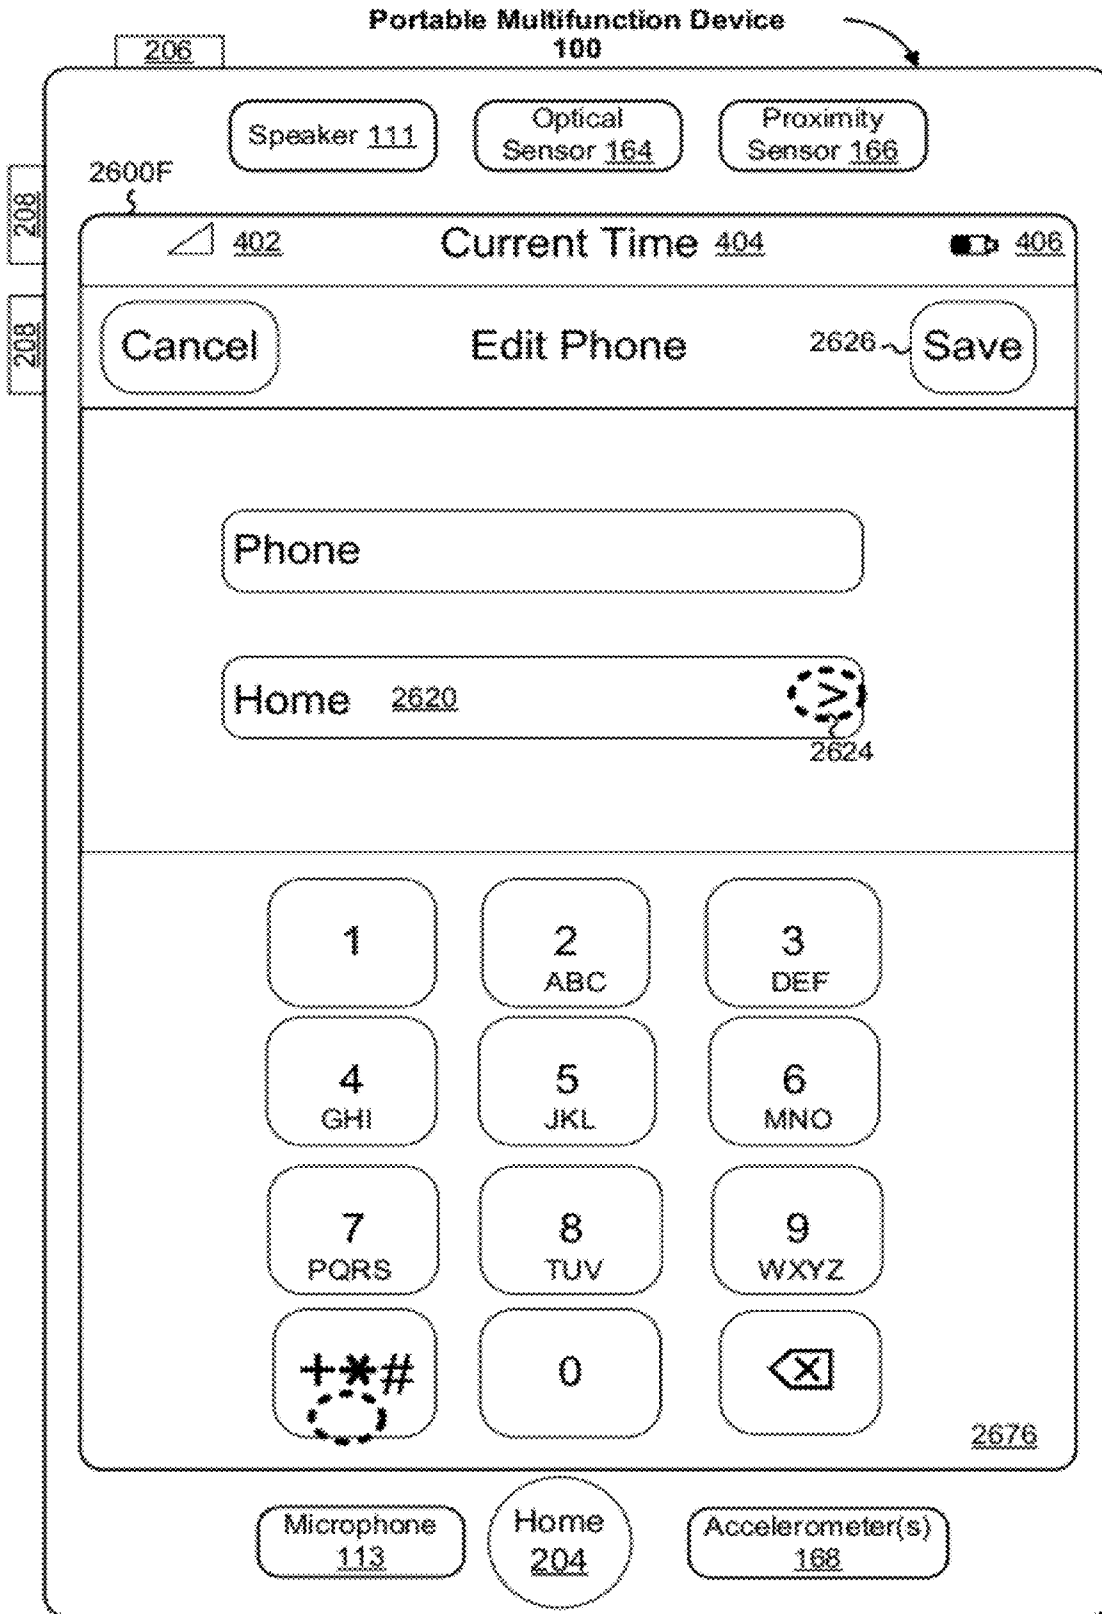 Portable Multifunction Device
100
206
Speaker 111
Optical
Sensor 164
Proximity
Sensor 166
2600F
208
402
Current Time 404
406
208
Cancel
Edit Phone
2626
Save
Phone
Home 2620
>
2624
1
2
ABC
3
DEF
4
GHI
5
JKL
6
MNO
7
PQRS
8
TUV
9
WXYZ
+*#
0
2676
Microphone
113
Home
204
Accelerometer(s)
168